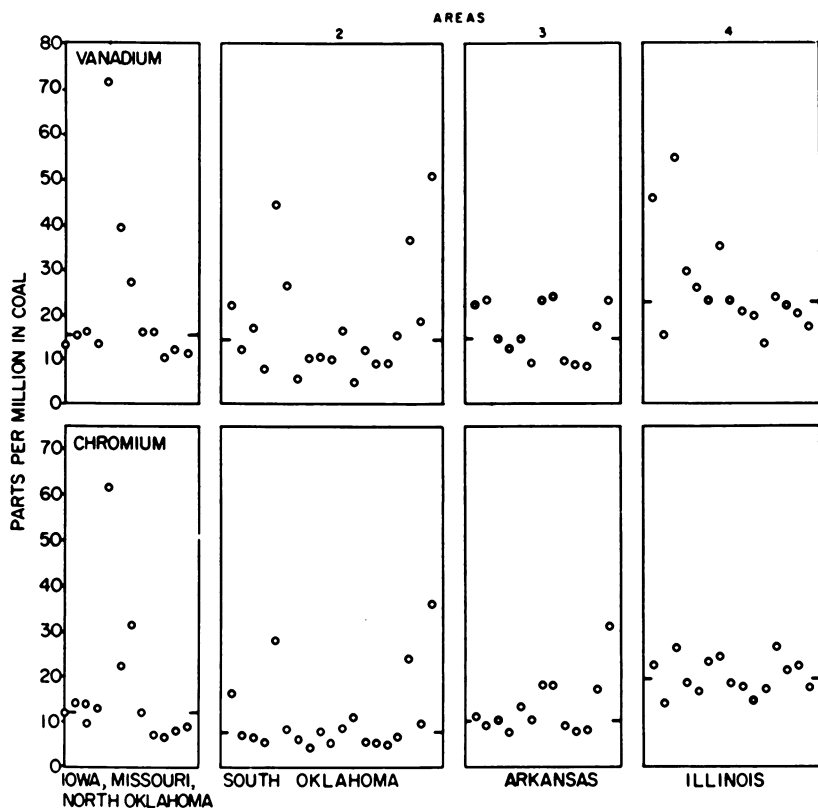 AREAS
2 3 4
VANADIUM
80
70
60
50
40
30
20
10
0
CHROMIUM
70
60
50
40
30
20
10
0
PARTS PER MILLION IN COAL
IOWA, MISSOURI, SOUTH OKLAHOMA ARKANSAS ILLINOIS
NORTH OKLAHOMA